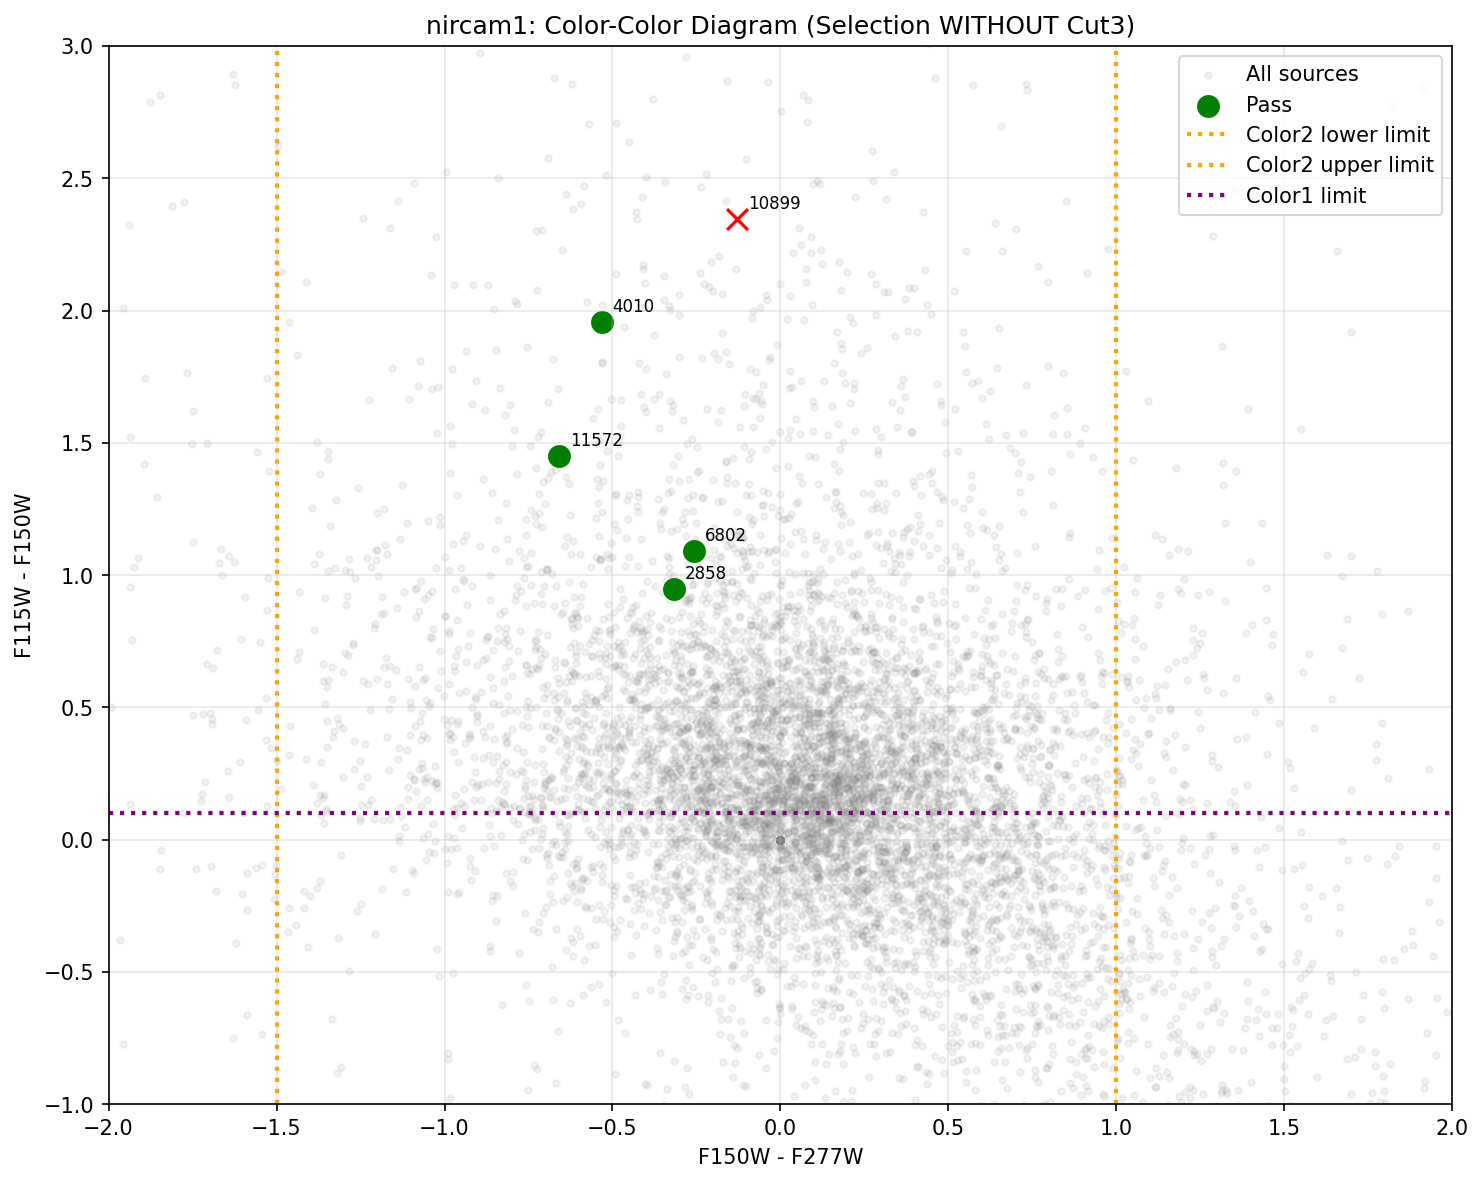 nircam1: Color-Color Diagram (Selection WITHOUT Cut3)
All sources
Pass
Color2 lower limit
Color2 upper limit
Color1 limit
10899
4010
11572
6802
2858
3.0
2.5
2.0
1.5
1.0
0.5
0.0
−0.5
−1.0
F115W - F150W
−2.0 −1.5 −1.0 −0.5 0.0 0.5 1.0 1.5 2.0
F150W - F277W